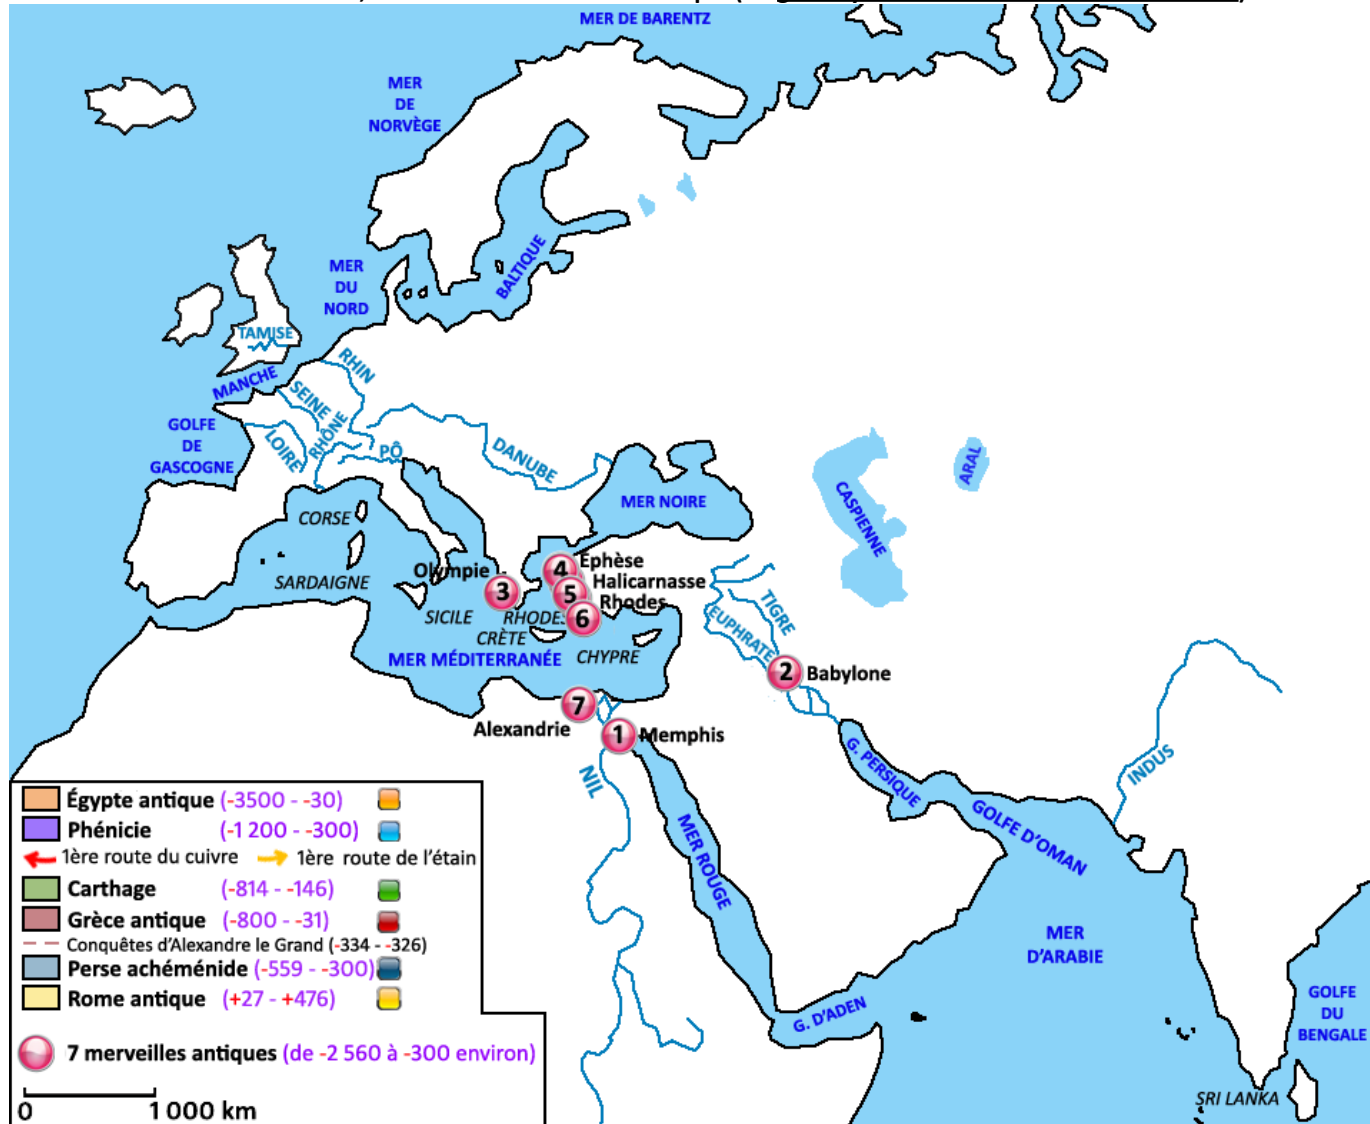 MER DE BARENTZ
MER
DE
NORVÈGE
MER
DU
NORD
BALTIQUE
TAMISE
MANCHE
RHIN
SEINE
RHÔNE
LOIRE
GOLFE
DE
GASCOGNE
PÔ
DANUBE
MER NOIRE
CASPIENNE
ARAL
CORSE
SARDAIGNE
SICILE
Olympie
3
4
Ephèse
5
Halicarnasse
6
Rhodes
RHODES
CRÈTE
CHYPRE
MER MÉDITERRANÉE
TIGRE
EUPHRATE
2 Babylone
7
Alexandrie
1 Memphis
NIL
MER ROUGE
G. PERSIQUE
GOLFE D'OMAN
INDUS
MER
D'ARABIE
G. D'ADEN
GOLFE
DU
BENGALE
SRI LANKA
Égypte antique (-3500 - -30)
Phénicie (-1 200 - -300)
1ère route du cuivre 1ère route de l'étain
Carthage (-814 - -146)
Grèce antique (-800 - -31)
Conquêtes d'Alexandre le Grand (-334 - -326)
Perse achéménide (-559 - -300)
Rome antique (+27 - +476)
7 merveilles antiques (de -2 560 à -300 environ)
0 1 000 km